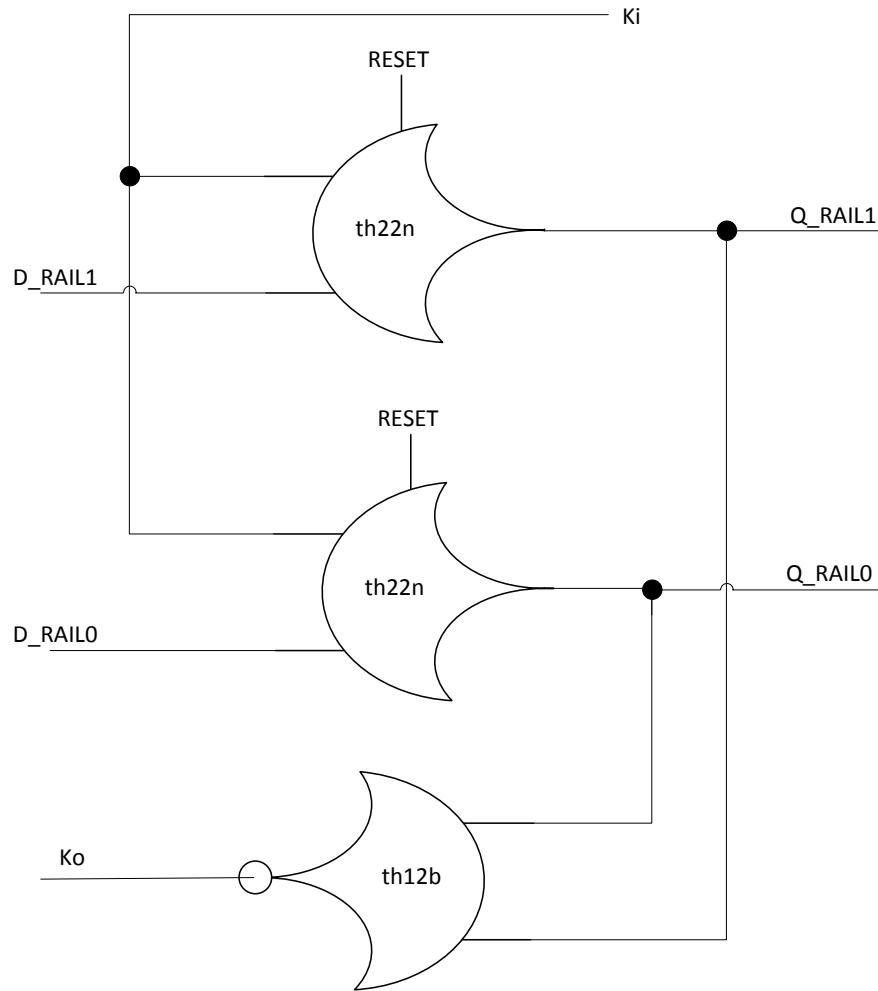 Ki
RESET
th22n
Q_RAIL1
D_RAIL1
RESET
th22n
Q_RAIL0
D_RAIL0
Ko
th12b